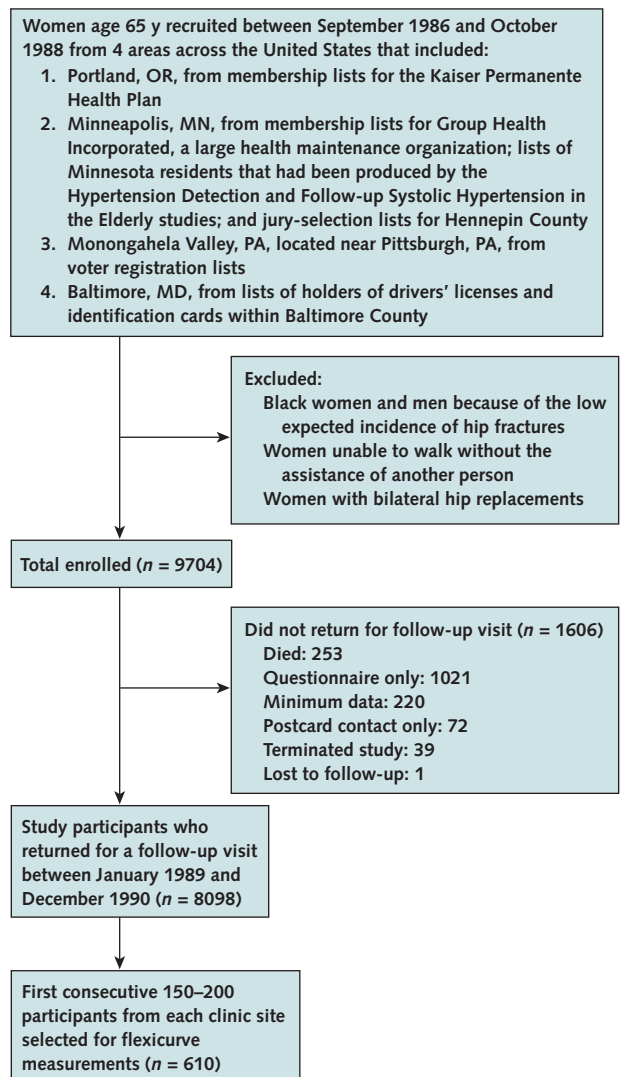 Women age 65 y recruited between September 1986 and October
1988 from 4 areas across the United States that included:
1. Portland, OR, from membership lists for the Kaiser Permanente
Health Plan
2. Minneapolis, MN, from membership lists for Group Health
Incorporated, a large health maintenance organization; lists of
Minnesota residents that had been produced by the
Hypertension Detection and Follow-up Systolic Hypertension in
the Elderly studies; and jury-selection lists for Hennepin County
3. Monongahela Valley, PA, located near Pittsburgh, PA, from
voter registration lists
4. Baltimore, MD, from lists of holders of drivers' licenses and
identification cards within Baltimore County
Excluded:
Black women and men because of the low
expected incidence of hip fractures
Women unable to walk without the
assistance of another person
Women with bilateral hip replacements
Total enrolled (n = 9704)
Did not return for follow-up visit (n = 1606)
Died: 253
Questionnaire only: 1021
Minimum data: 220
Postcard contact only: 72
Terminated study: 39
Lost to follow-up: 1
Study participants who
returned for a follow-up visit
between January 1989 and
December 1990 (n = 8098)
First consecutive 150–200
participants from each clinic site
selected for flexicurve
measurements (n = 610)